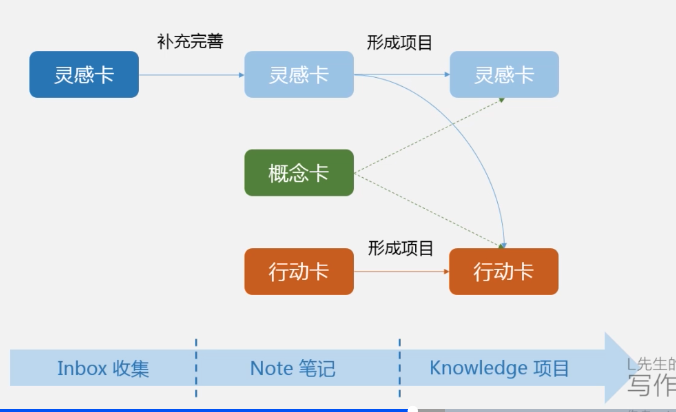 补充完善
形成项目
灵感卡
灵感卡
灵感卡
概念卡
形成项目
行动卡
行动卡
Inbox 收集
Note 笔记
Knowledge 项目
L先生的
写作